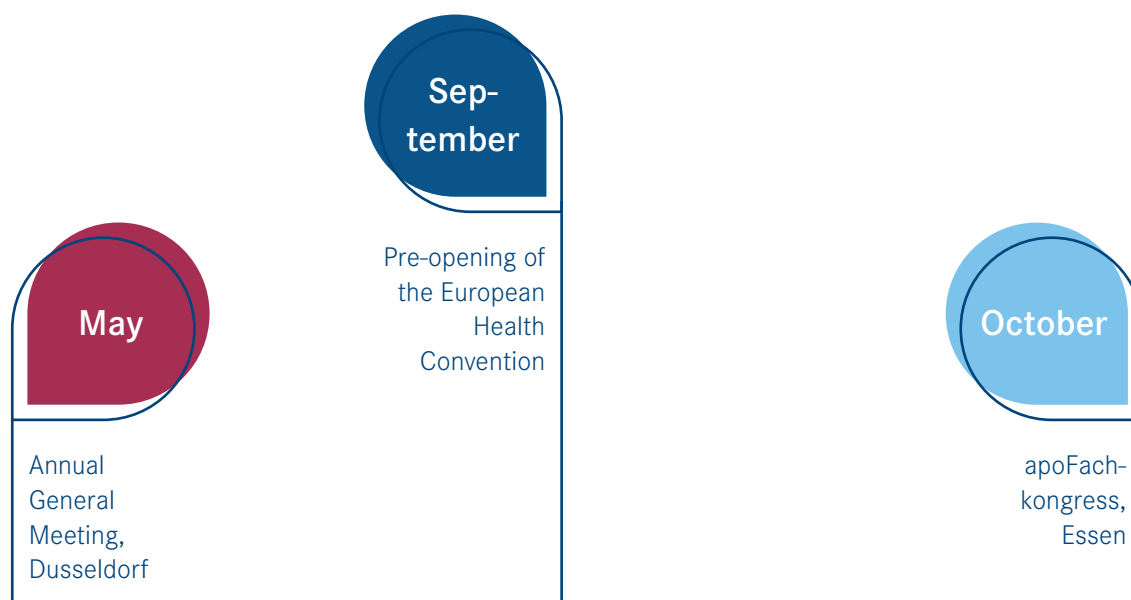 May
Annual
General
Meeting,
Dusseldorf
Sep-
tember
Pre-opening of
the European
Health
Convention
October
apoFach-
kongress,
Essen